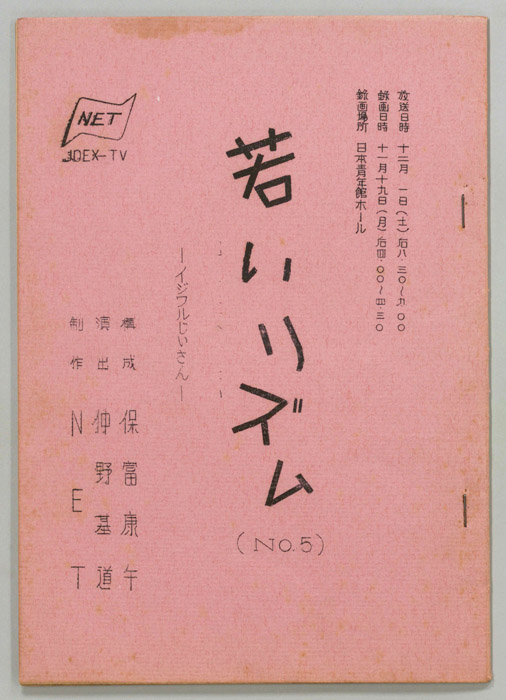 放送日時 十二月 一日(土)后八・三〇〜九・〇〇
録画日時 十一月十九日(月)后四・〇〇〜四・三〇
録画場所 日本青年館ホール
若いリズム
(NO.5)
―イジワルじいさん―
構成 保富康午
演出 仲野基道
制作 NET
NET
JOEX-TV